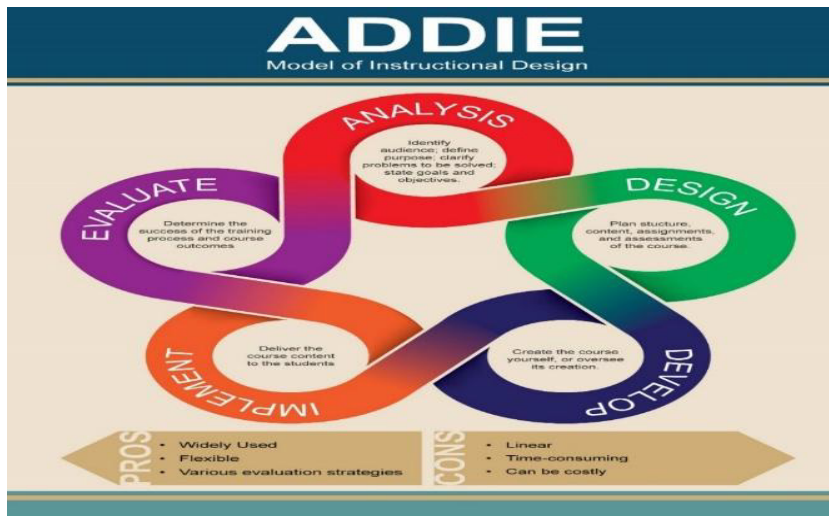 ADDIE
Model of Instructional Design
ANALYSIS
Identify
audience; define
purpose; clarify
problems to be solved;
state goals and
objectives.
DESIGN
Plan stucture,
content, assignments,
and assessments
of the course.
DEVELOP
Create the course
yourself, or oversee
its creation.
IMPLEMENT
Deliver the
course content
to the students
EVALUATE
Determine the
success of the training
process and course
outcomes
PROS
• Widely Used
• Flexible
• Various evaluation strategies
CONS
• Linear
• Time-consuming
• Can be costly